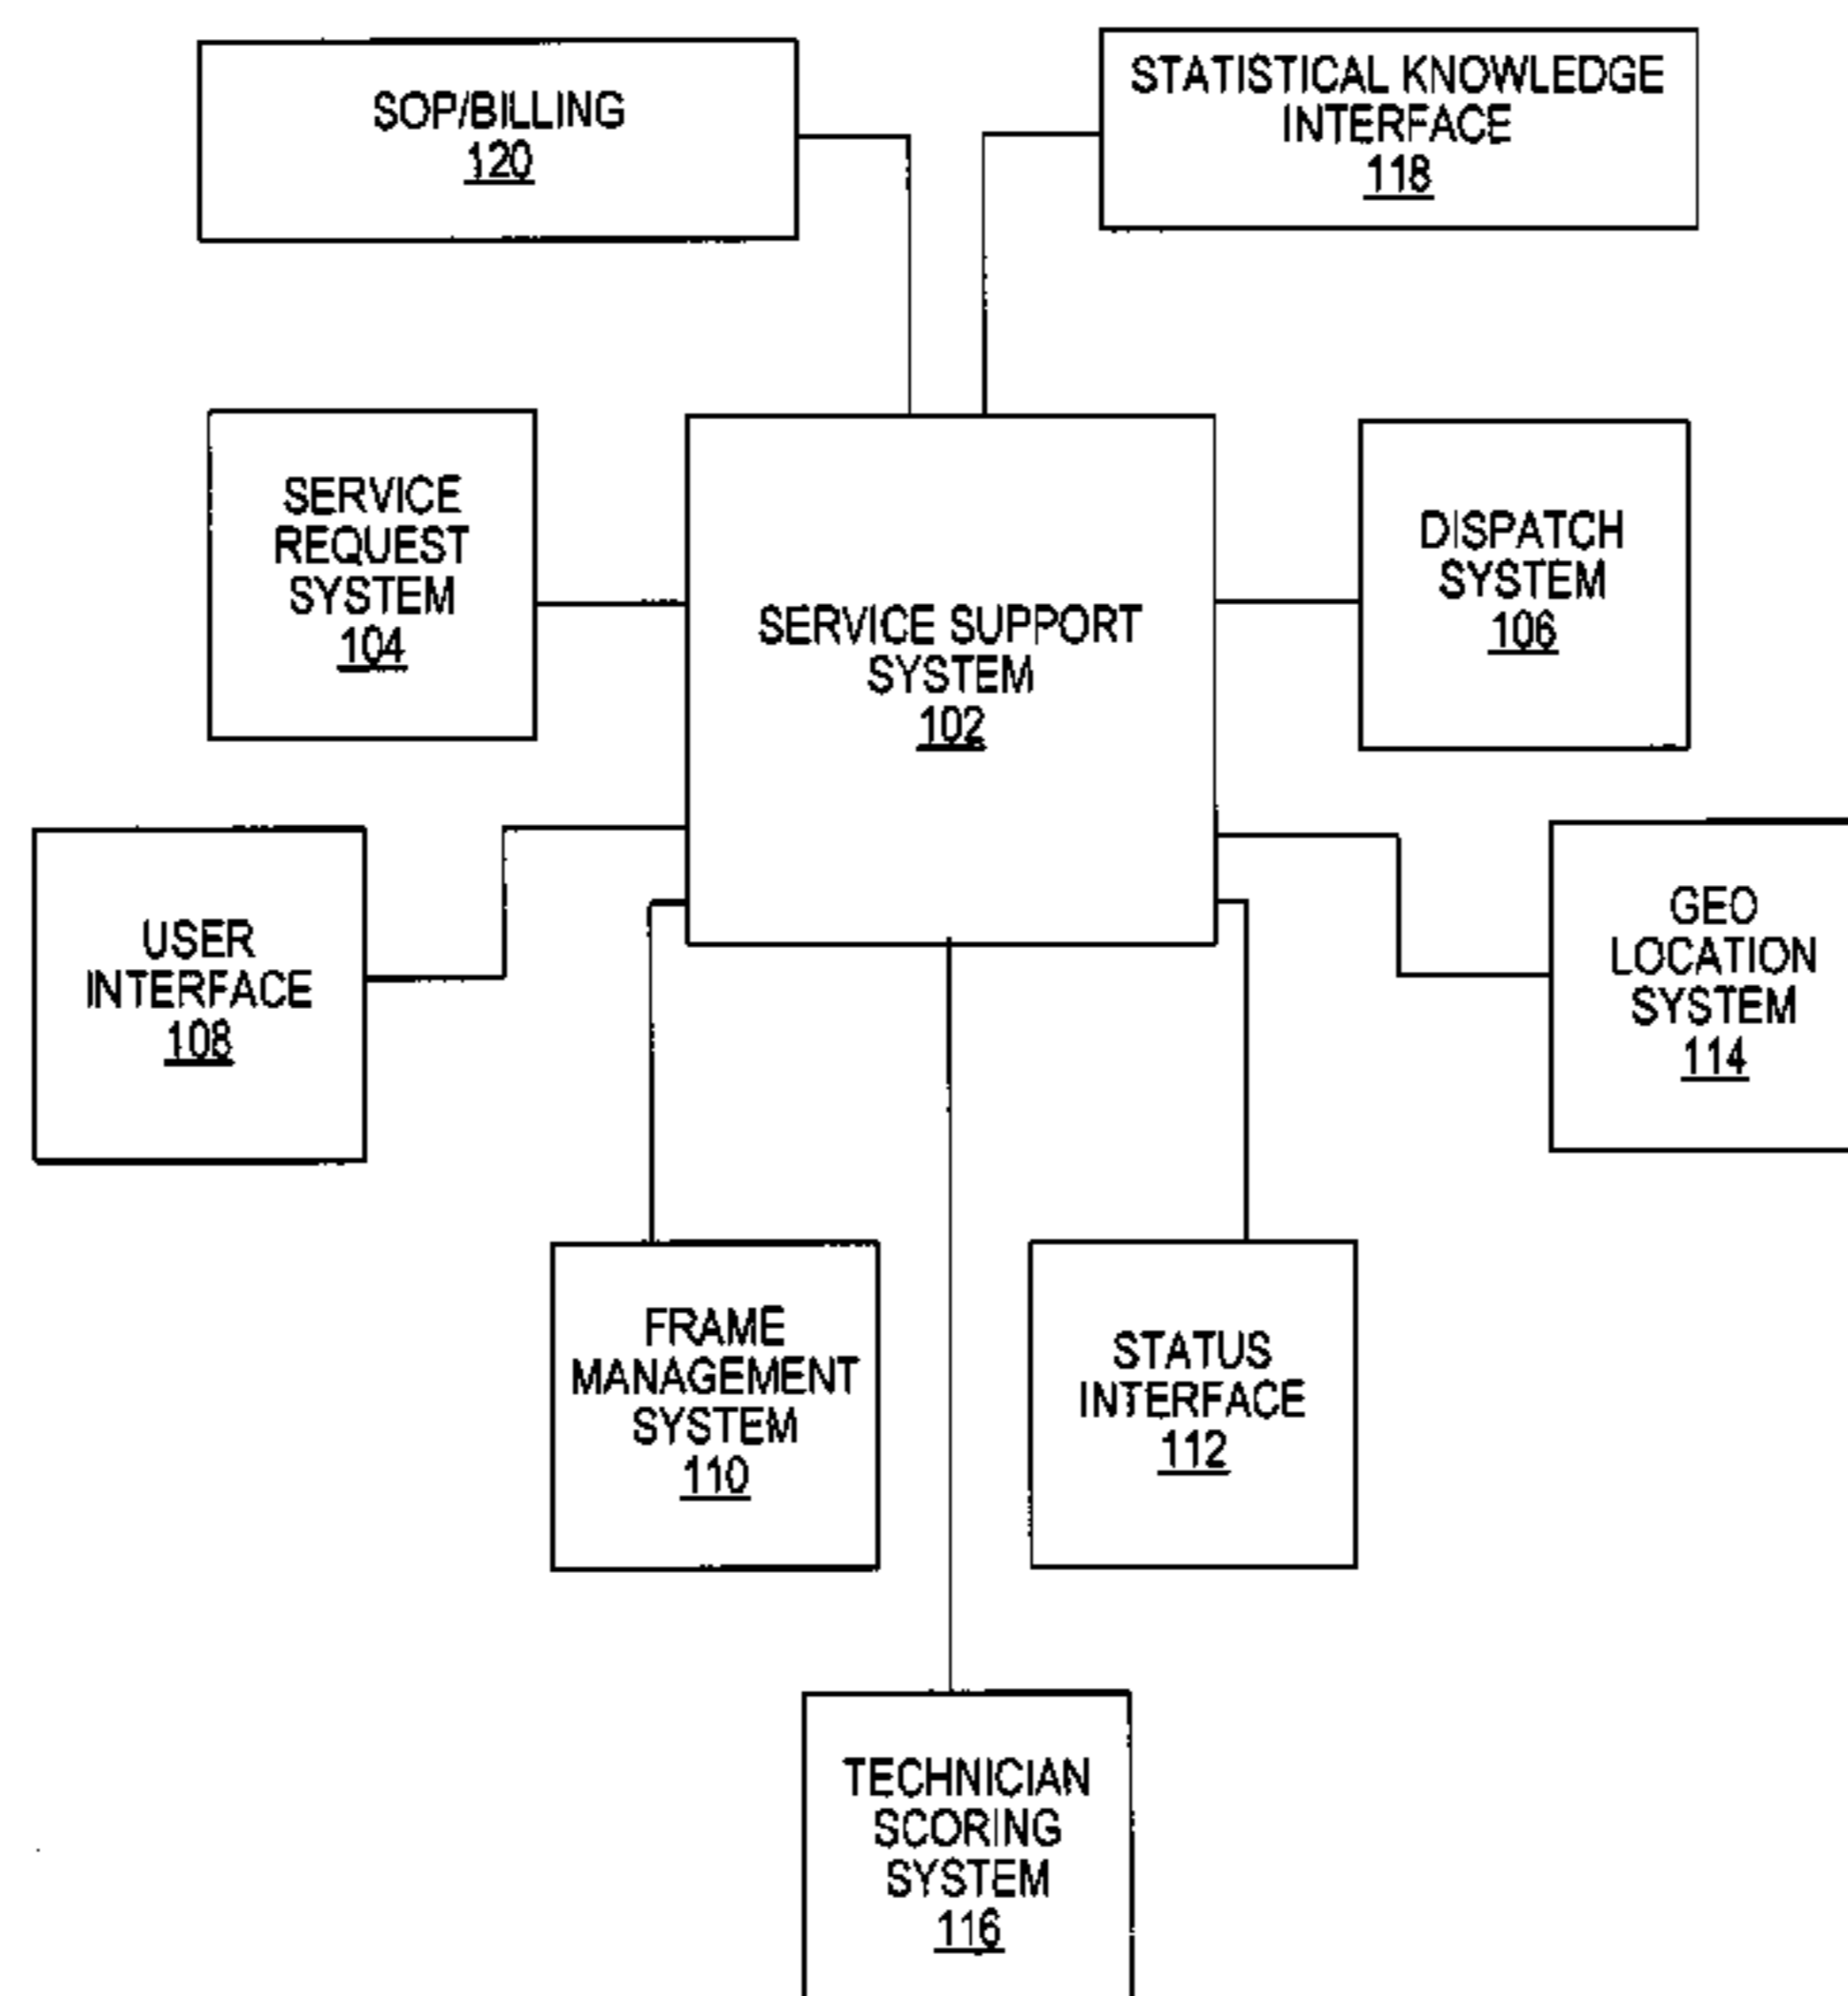 SOP/BILLING
120
STATISTICAL KNOWLEDGE
INTERFACE
118
SERVICE
REQUEST
SYSTEM
104
SERVICE SUPPORT
SYSTEM
102
DISPATCH
SYSTEM
106
USER
INTERFACE
108
GEO
LOCATION
SYSTEM
114
FRAME
MANAGEMENT
SYSTEM
110
STATUS
INTERFACE
112
TECHNICIAN
SCORING
SYSTEM
116